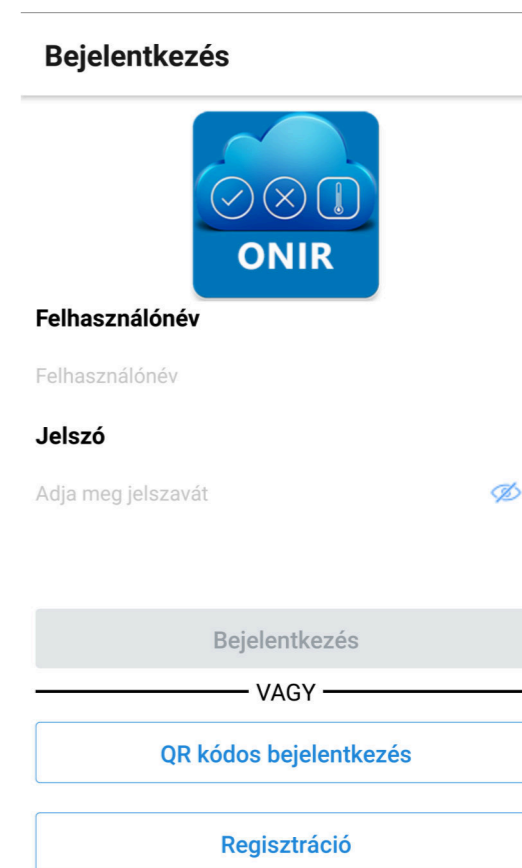 Bejelentkezés
ONIR
Felhasználónév
Felhasználónév
Jelszó
Adja meg jelszavát
Bejelentkezés
VAGY
QR kódos bejelentkezés
Regisztráció